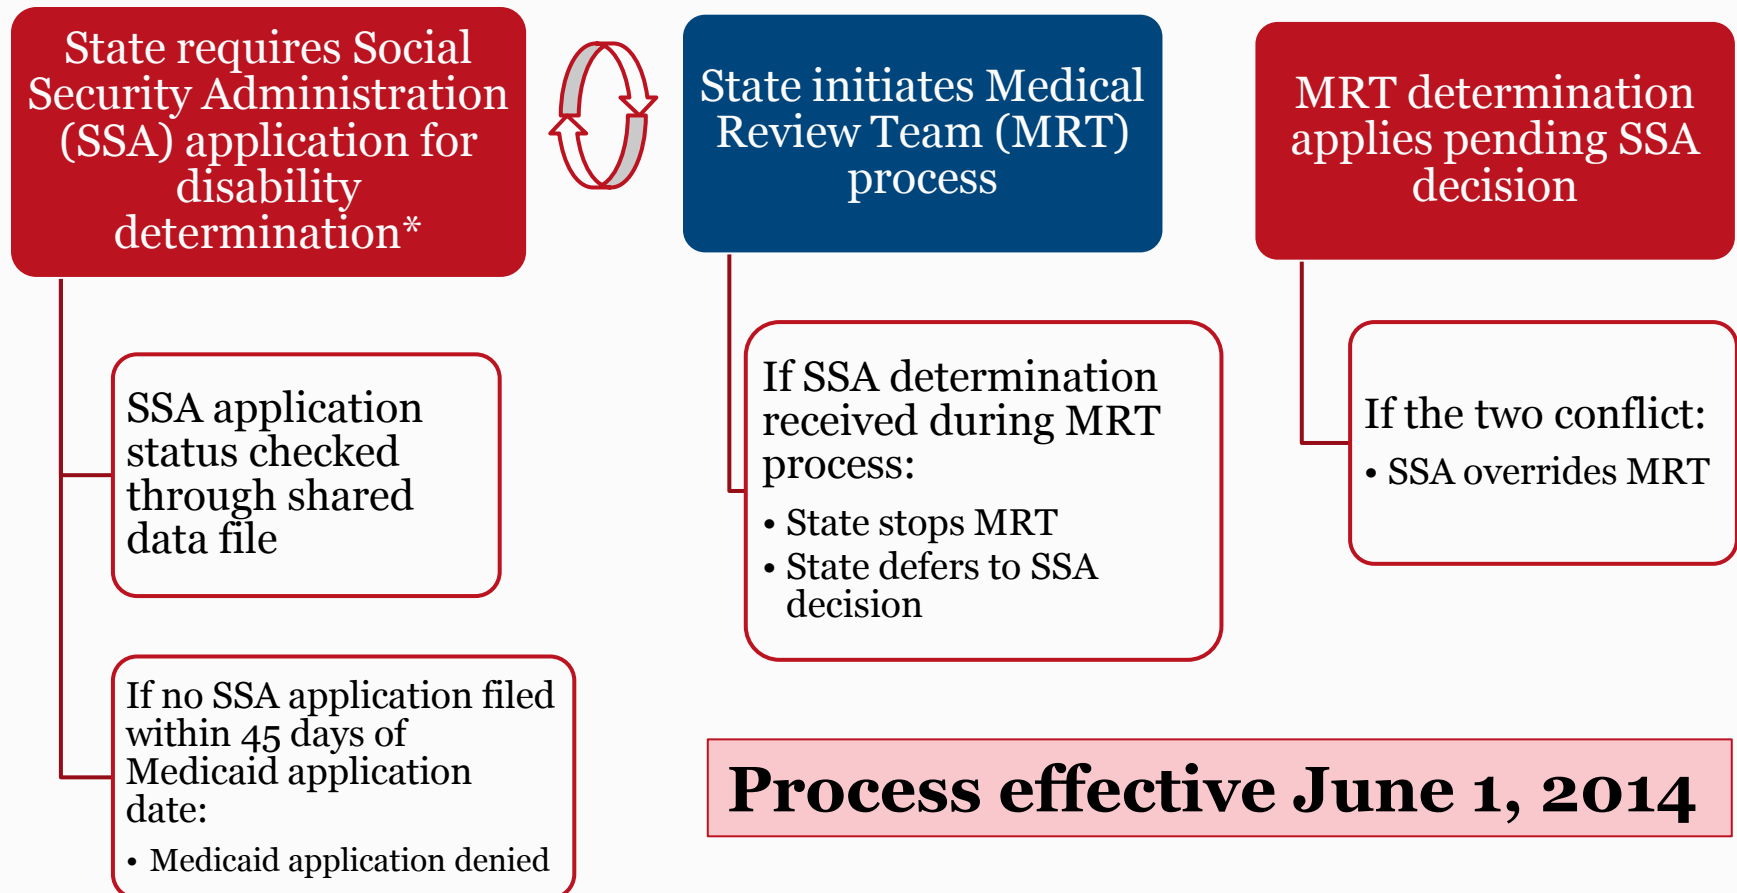 State requires Social
Security Administration
(SSA) application for
disability
determination*
SSA application
status checked
through shared
data file
If no SSA application filed
within 45 days of
Medicaid application
date:
• Medicaid application denied
State initiates Medical
Review Team (MRT)
process
If SSA determination
received during MRT
process:
• State stops MRT
• State defers to SSA
decision
MRT determination
applies pending SSA
decision
If the two conflict:
• SSA overrides MRT
Process effective June 1, 2014